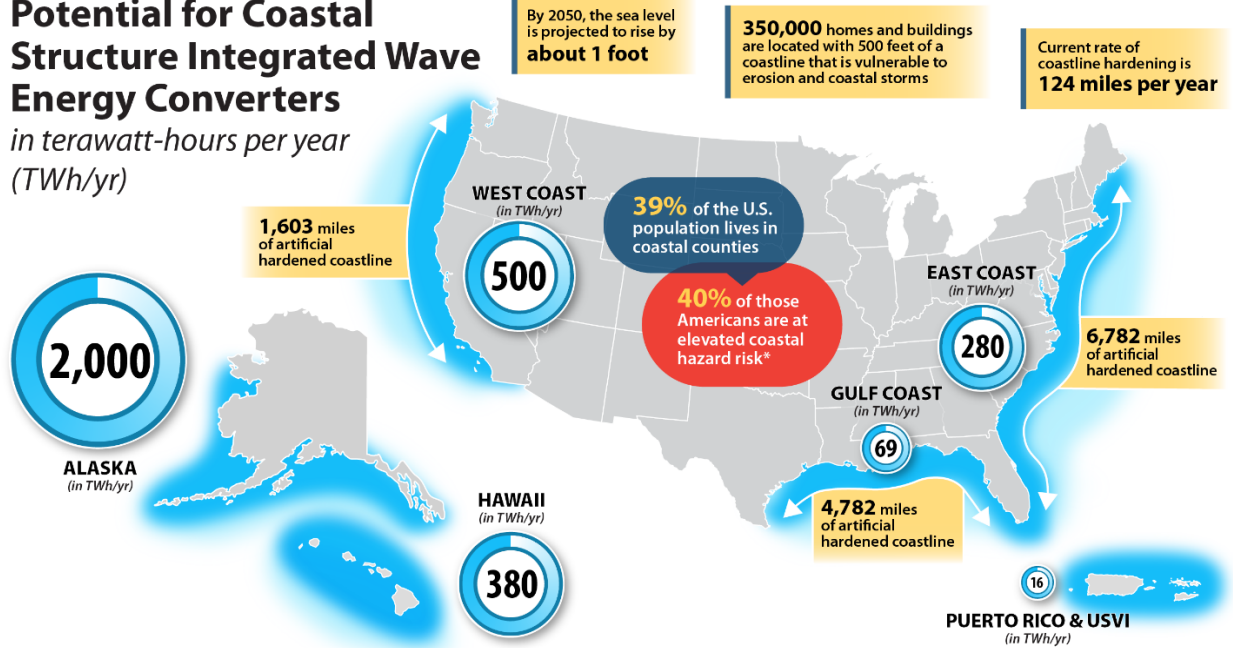 Potential for Coastal
Structure Integrated Wave
Energy Converters
in terawatt-hours per year
(TWh/yr)
By 2050, the sea level
is projected to rise by
about 1 foot
350,000 homes and buildings
are located with 500 feet of a
coastline that is vulnerable to
erosion and coastal storms
Current rate of
coastline hardening is
124 miles per year
1,603 miles
of artificial
hardened coastline
WEST COAST
(in TWh/yr)
500
39% of the U.S.
population lives in
coastal counties
40% of those
Americans are at
elevated coastal
hazard risk*
EAST COAST
(in TWh/yr)
280
6,782 miles
of artificial
hardened coastline
GULF COAST
(in TWh/yr)
69
4,782 miles
of artificial
hardened coastline
2,000
ALASKA
(in TWh/yr)
HAWAII
(in TWh/yr)
380
16
PUERTO RICO & USVI
(in TWh/yr)